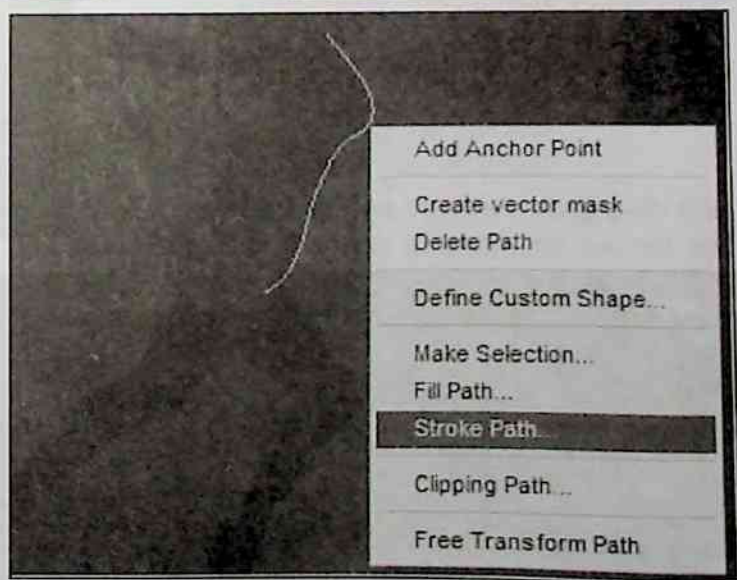 Add Anchor Point
Create vector mask
Delete Path
Define Custom Shape...
Make Selection...
Fill Path...
Stroke Path...
Clipping Path...
Free Transform Path